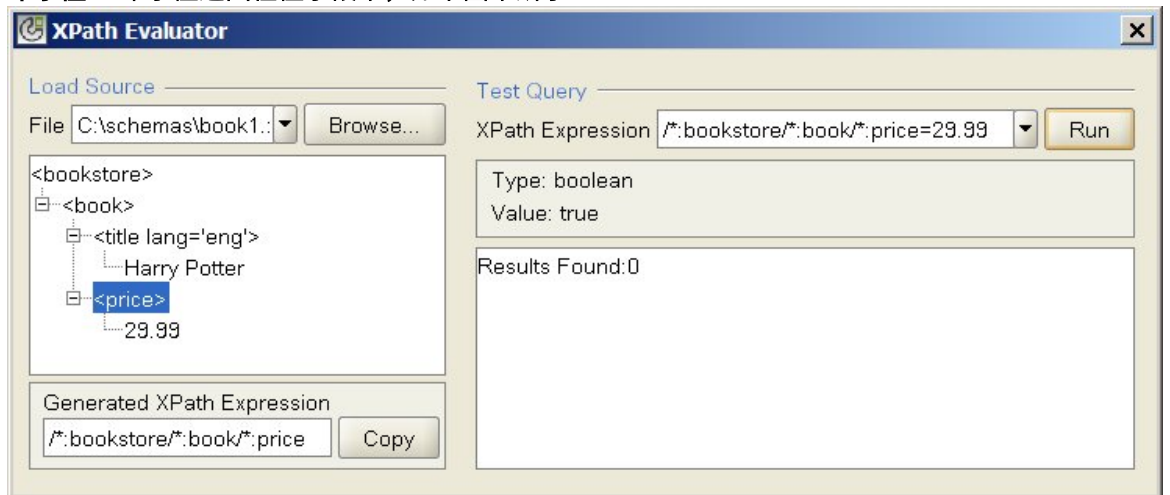 XPath Evaluator
Load Source
File C:\schemas\book1.: Browse...
<bookstore>
<book>
<title lang='eng'>
Harry Potter
<price>
29.99
Generated XPath Expression
/*:bookstore/*:book/*:price Copy
Test Query
XPath Expression /*:bookstore/*:book/*:price=29.99 Run
Type: boolean
Value: true
Results Found:0